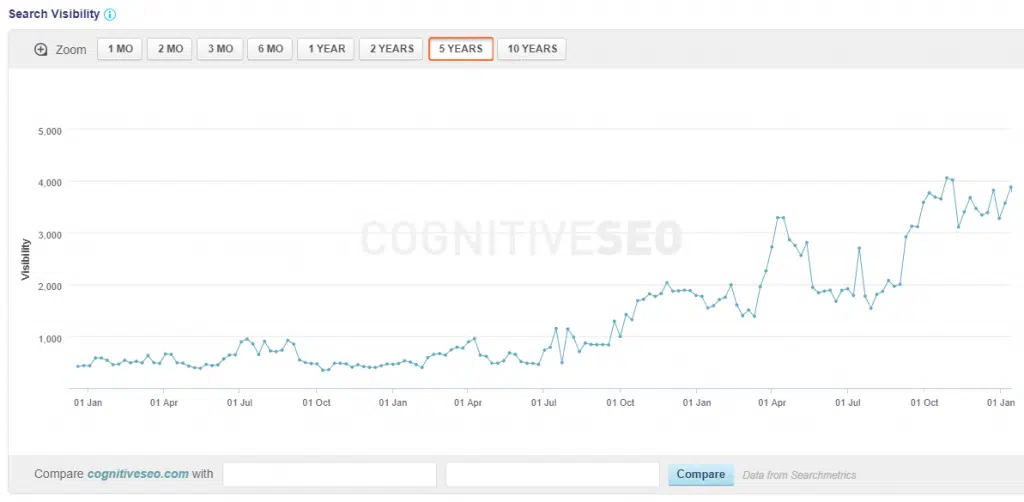 Search Visibility
Zoom 1 MO 2 MO 3 MO 6 MO 1 YEAR 2 YEARS 5 YEARS 10 YEARS
5,000
4,000
3,000
2,000
1,000
Visibility
COGNITIVESEO
01 Jan 01 Apr 01 Jul 01 Oct 01 Jan 01 Apr 01 Jul 01 Oct 01 Jan 01 Apr 01 Jul 01 Oct 01 Jan
Compare cognitiveseo.com with Compare Data from Searchmetrics